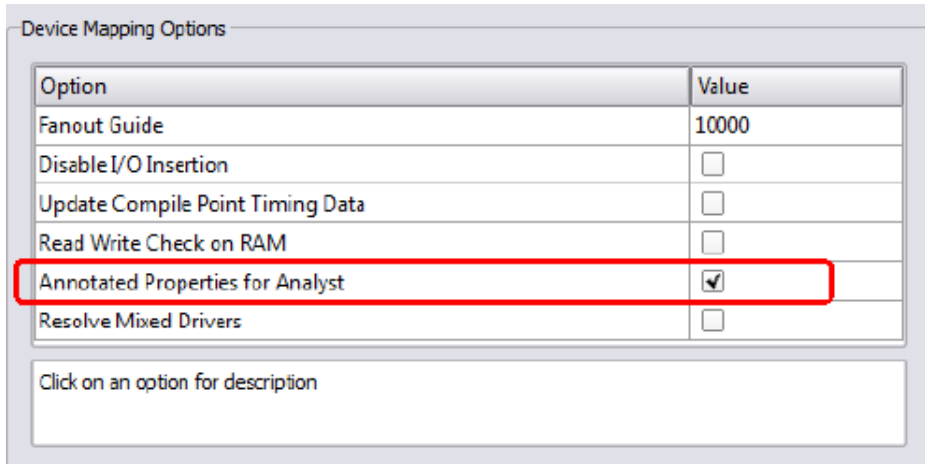 Device Mapping Options
Option Value
Fanout Guide 10000
Disable I/O Insertion
Update Compile Point Timing Data
Read Write Check on RAM
Annotated Properties for Analyst
Resolve Mixed Drivers
Click on an option for description